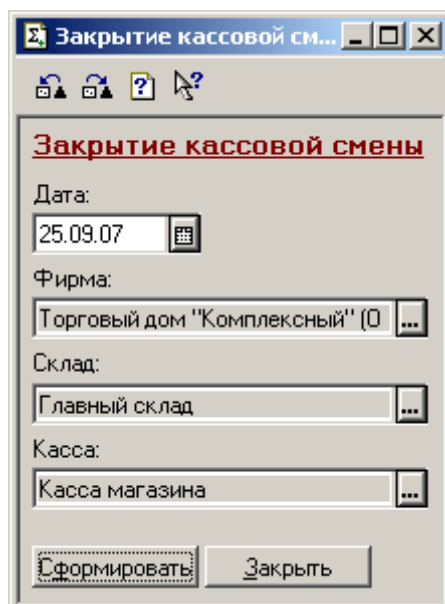 Закрытие кассовой см...
Закрытие кассовой смены
Дата:
25.09.07
Фирма:
Торговый дом "Комплексный" (О
...
Склад:
Главный склад
...
Касса:
Касса магазина
...
Сформировать Закрыть